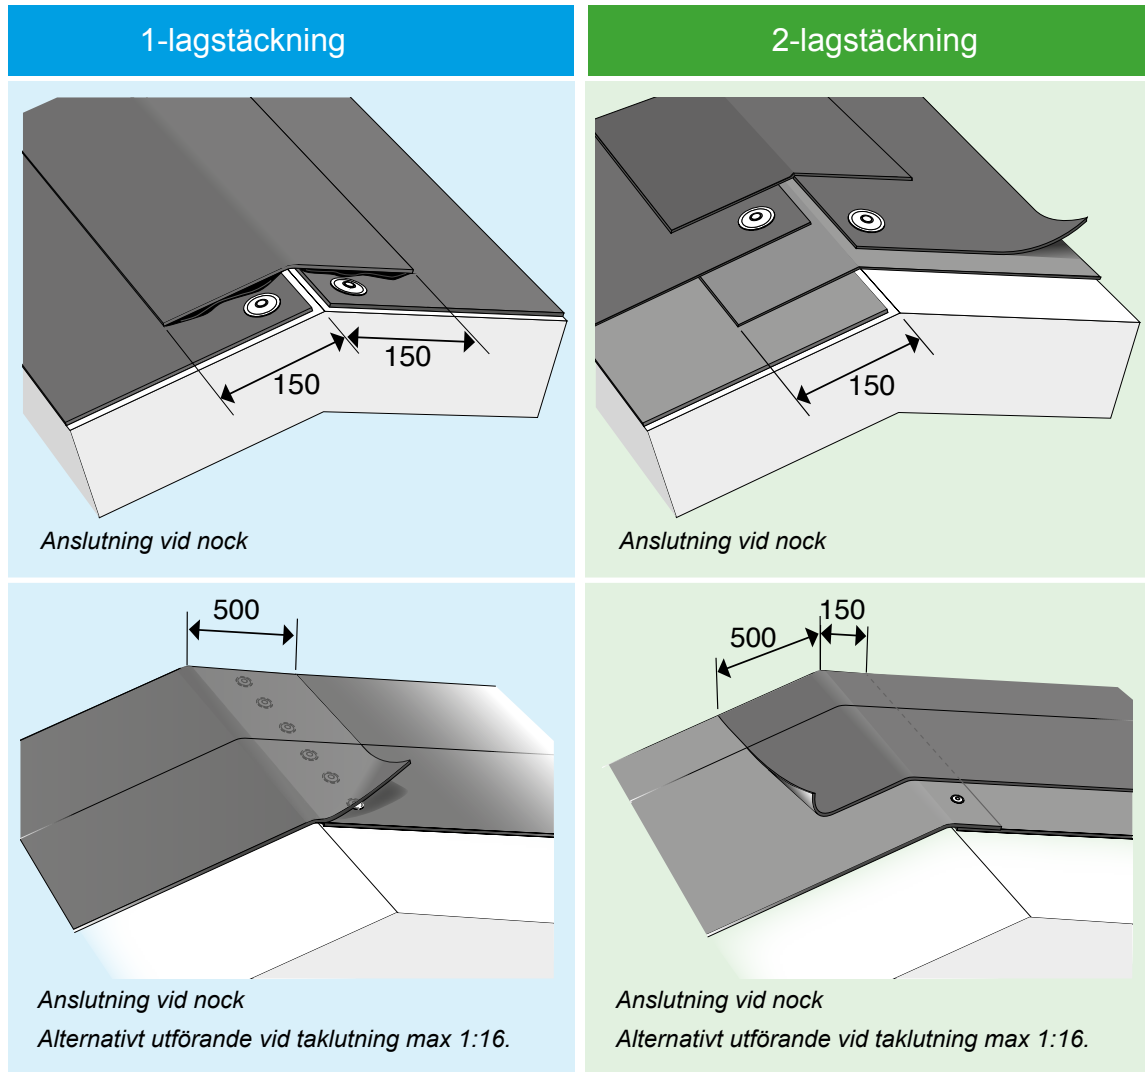 1-lagstäckning
2-lagstäckning
150
150
Anslutning vid nock
150
Anslutning vid nock
500
Anslutning vid nock
Alternativt utförande vid taklutning max 1:16.
150
500
Anslutning vid nock
Alternativt utförande vid taklutning max 1:16.